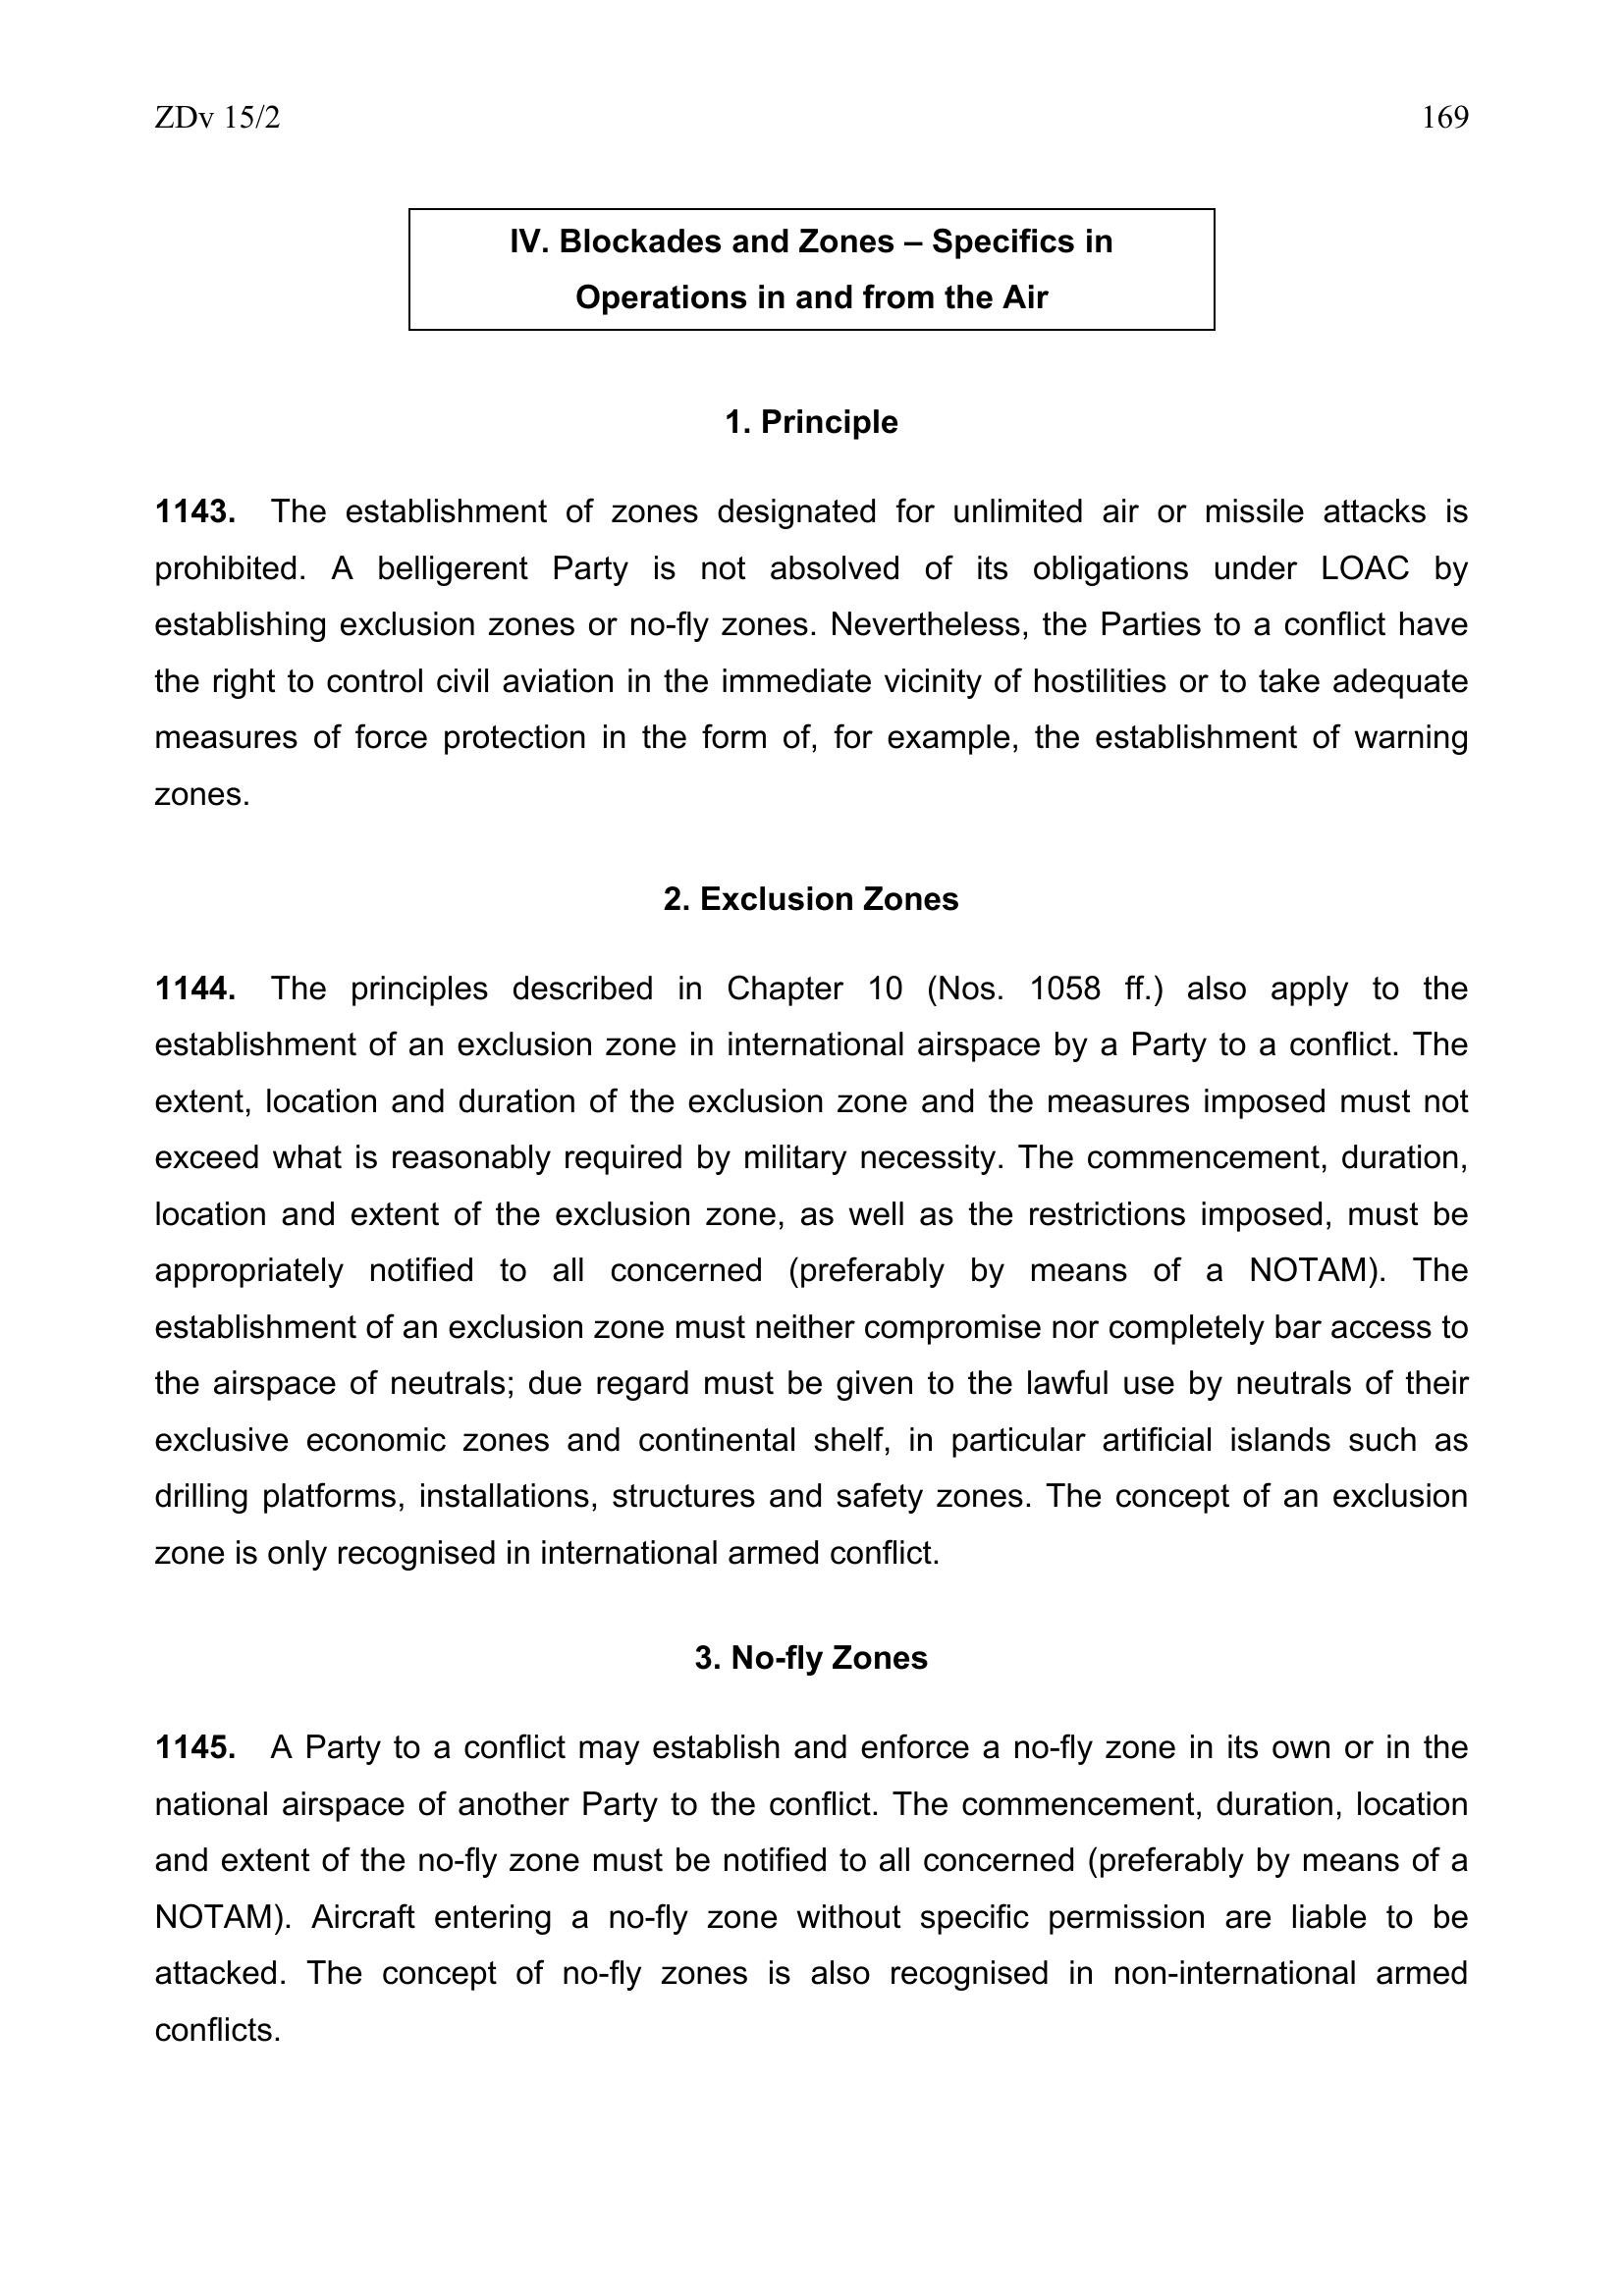 ZDv 15/2 169
IV. Blockades and Zones – Specifics in
Operations in and from the Air
1. Principle
1143. The establishment of zones designated for unlimited air or missile attacks is
prohibited. A belligerent Party is not absolved of its obligations under LOAC by
establishing exclusion zones or no-fly zones. Nevertheless, the Parties to a conflict have
the right to control civil aviation in the immediate vicinity of hostilities or to take adequate
measures of force protection in the form of, for example, the establishment of warning
zones.
2. Exclusion Zones
1144. The principles described in Chapter 10 (Nos. 1058 ff.) also apply to the
establishment of an exclusion zone in international airspace by a Party to a conflict. The
extent, location and duration of the exclusion zone and the measures imposed must not
exceed what is reasonably required by military necessity. The commencement, duration,
location and extent of the exclusion zone, as well as the restrictions imposed, must be
appropriately notified to all concerned (preferably by means of a NOTAM). The
establishment of an exclusion zone must neither compromise nor completely bar access to
the airspace of neutrals; due regard must be given to the lawful use by neutrals of their
exclusive economic zones and continental shelf, in particular artificial islands such as
drilling platforms, installations, structures and safety zones. The concept of an exclusion
zone is only recognised in international armed conflict.
3. No-fly Zones
1145. A Party to a conflict may establish and enforce a no-fly zone in its own or in the
national airspace of another Party to the conflict. The commencement, duration, location
and extent of the no-fly zone must be notified to all concerned (preferably by means of a
NOTAM). Aircraft entering a no-fly zone without specific permission are liable to be
attacked. The concept of no-fly zones is also recognised in non-international armed
conflicts.